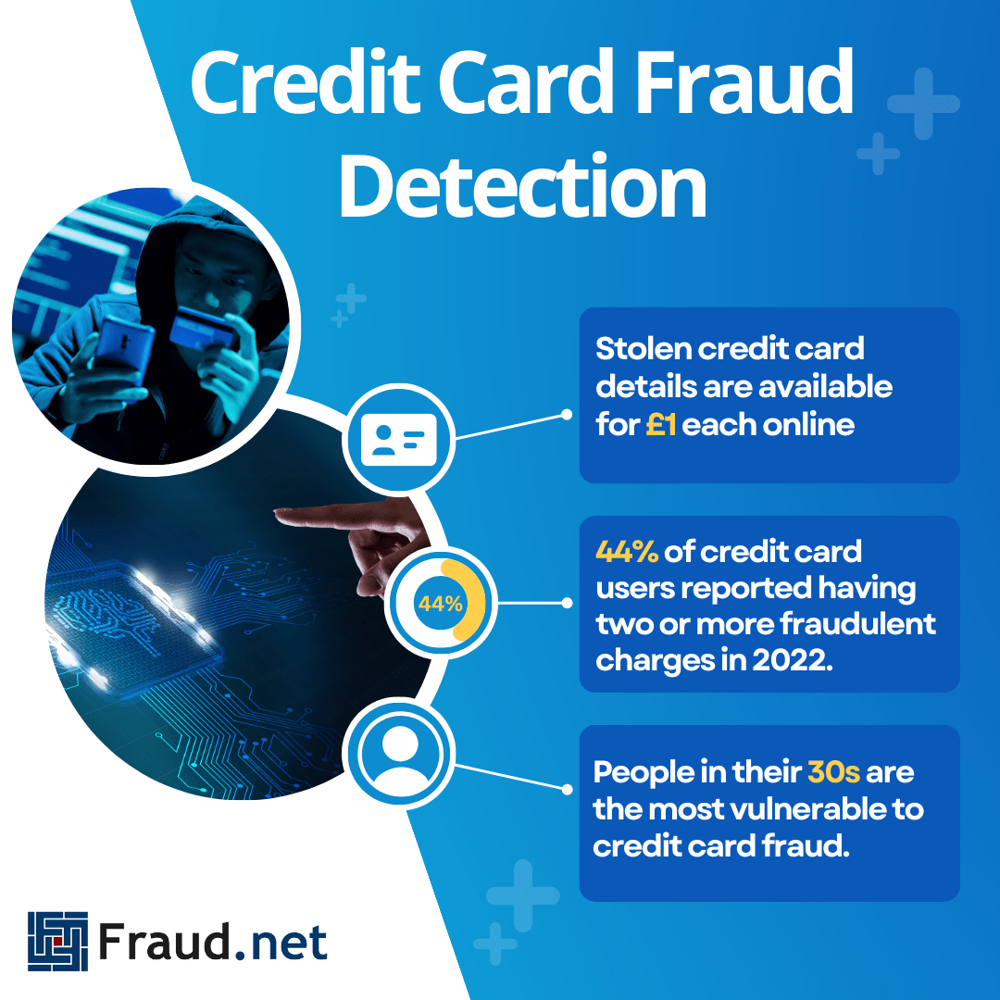 Credit Card Fraud
Detection
Stolen credit card
details are available
for £1 each online
44%
44% of credit card
users reported having
two or more fraudulent
charges in 2022.
People in their 30s are
the most vulnerable to
credit card fraud.
Fraud.net